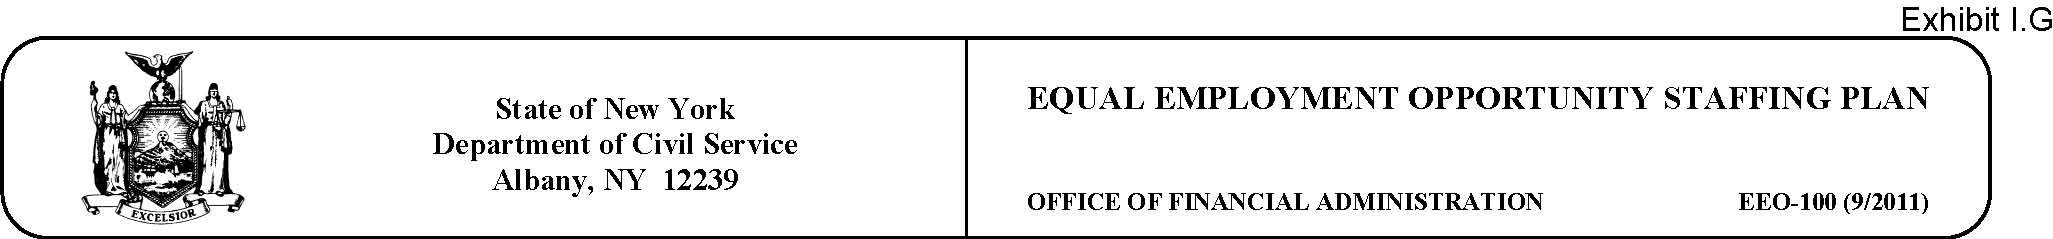 Exhibit I.G
State of New York
Department of Civil Service
Albany, NY 12239
EQUAL EMPLOYMENT OPPORTUNITY STAFFING PLAN
OFFICE OF FINANCIAL ADMINISTRATION EEO-100 (9/2011)
EXCELSIOR